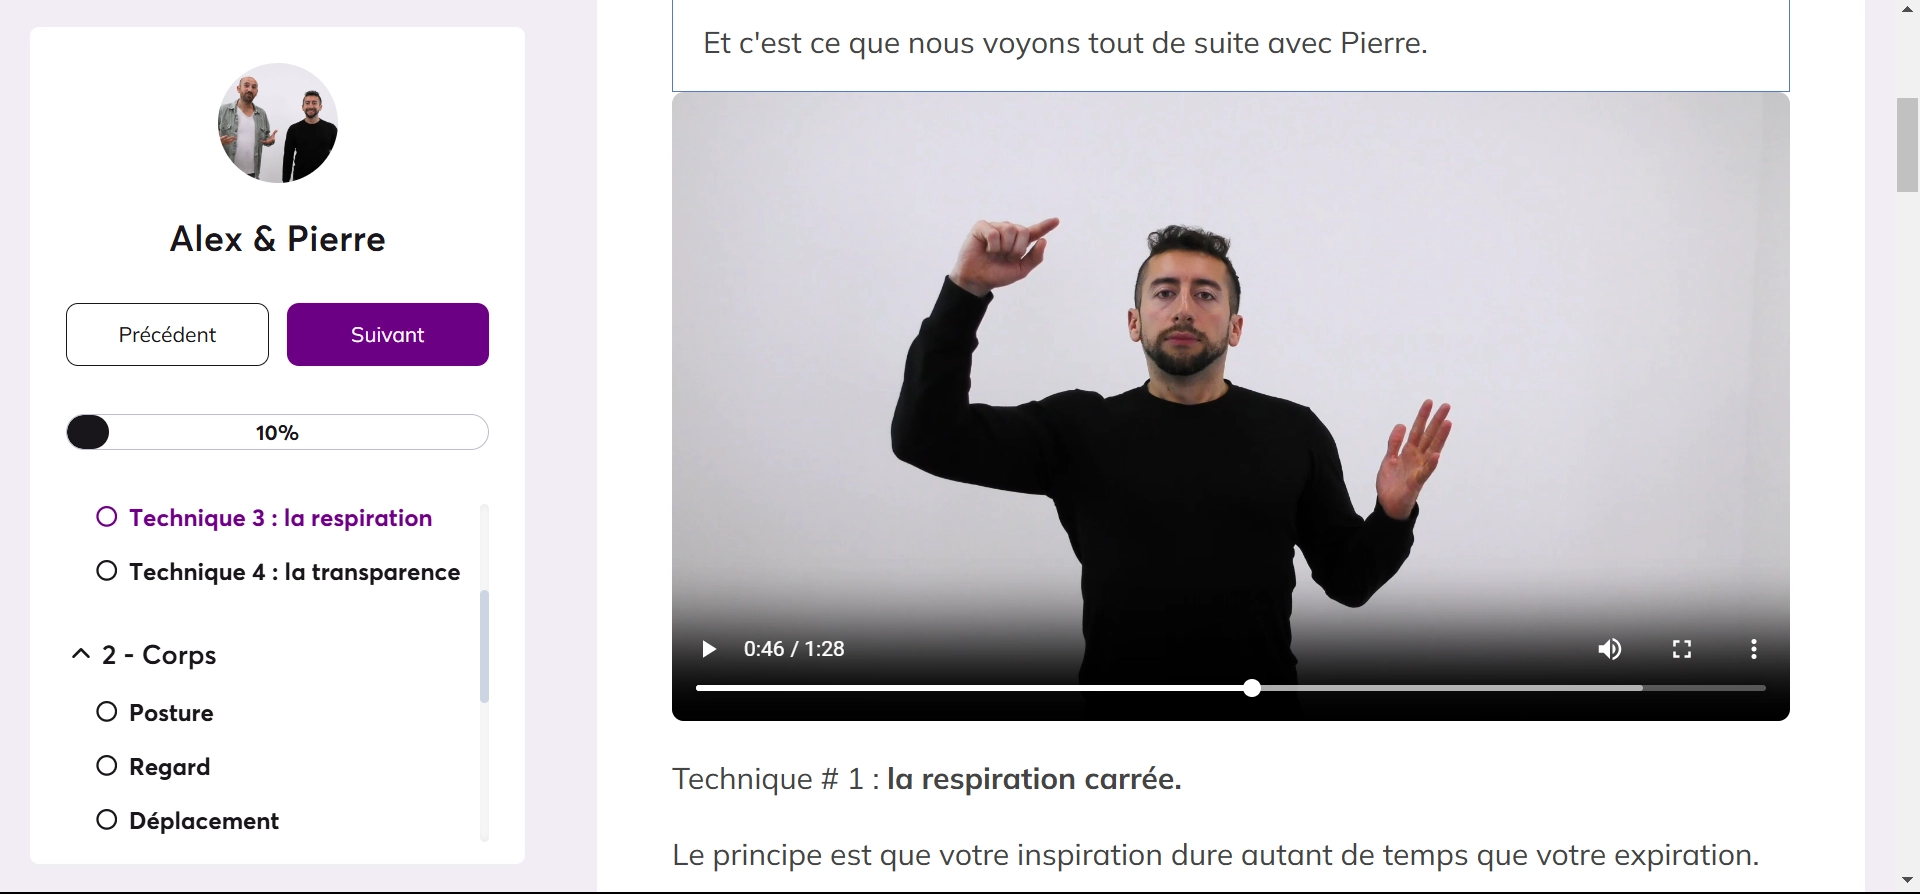 Alex & Pierre
Précédent
Suivant
10%
Technique 3 : la respiration
Technique 4 : la transparence
2 - Corps
Posture
Regard
Déplacement
Et c'est ce que nous voyons tout de suite avec Pierre.
0:46 / 1:28
Technique # 1 : la respiration carrée.
Le principe est que votre inspiration dure autant de temps que votre expiration.